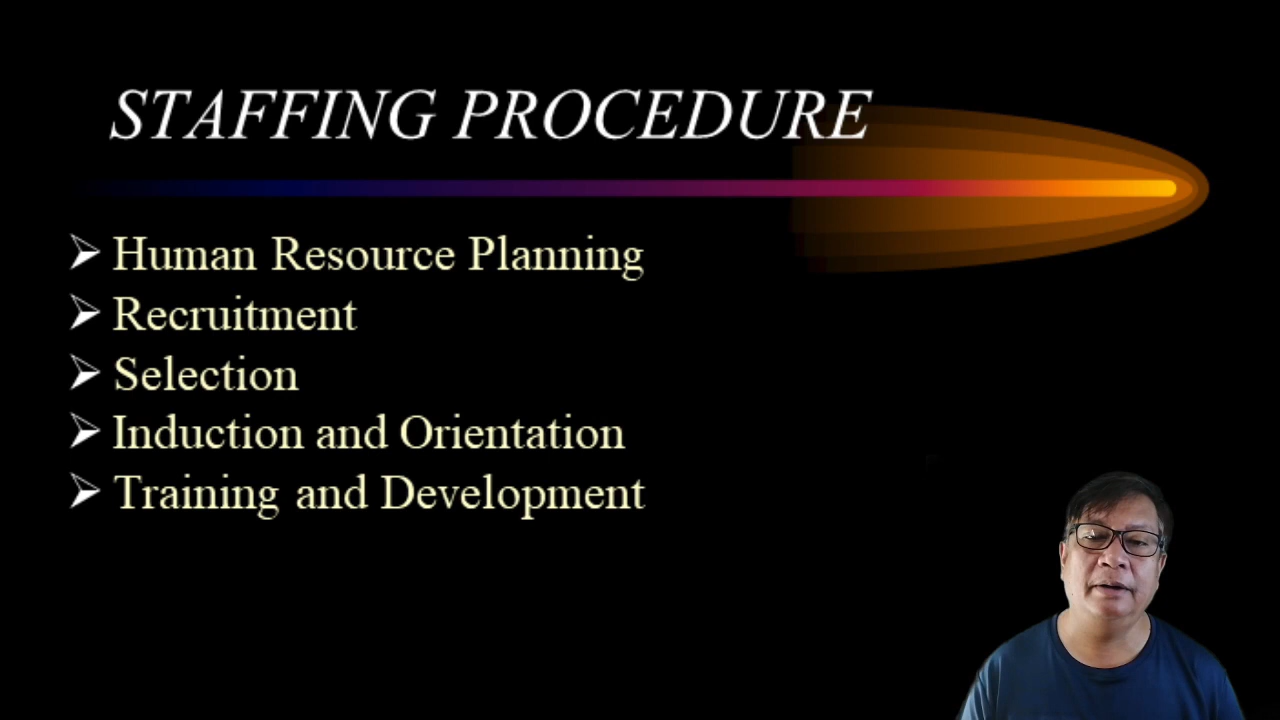 STAFFING PROCEDURE
Human Resource Planning
Recruitment
Selection
Induction and Orientation
Training and Development